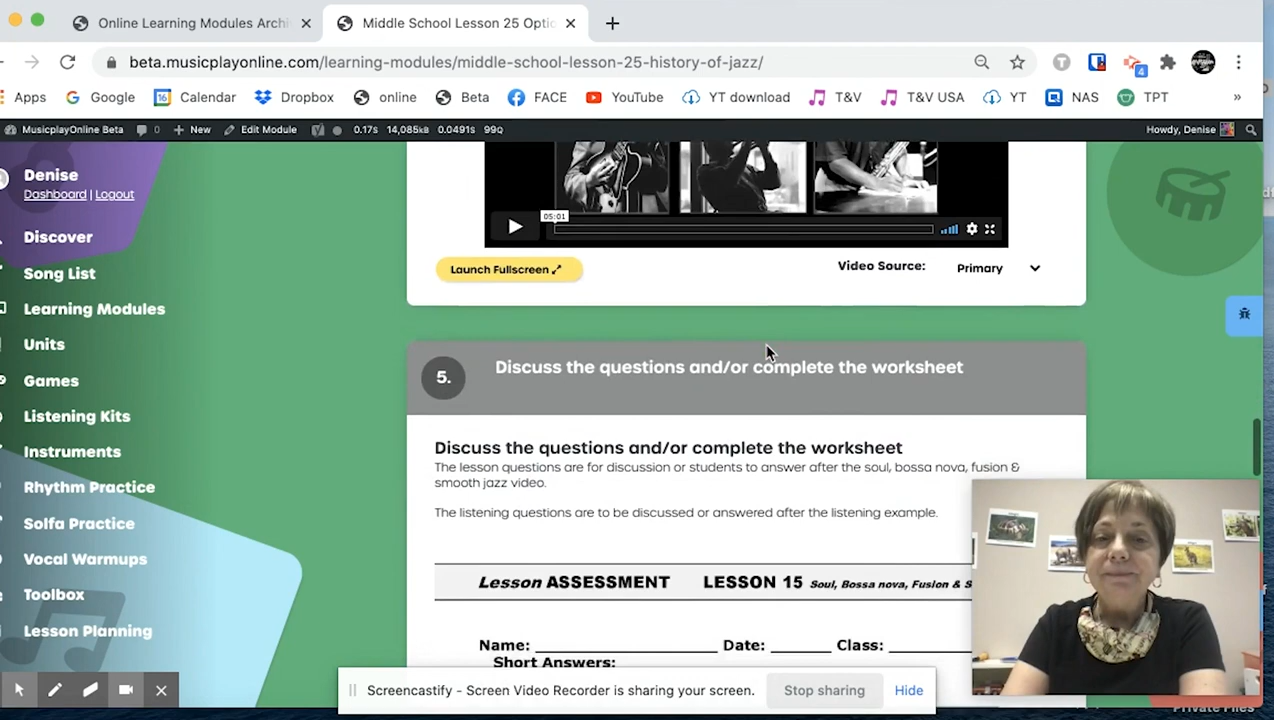 Online Learning Modules Archi
Middle School Lesson 25 Optio
beta.musicplayonline.com/learning-modules/middle-school-lesson-25-history-of-jazz/
4
Apps Google Calendar Dropbox online Beta FACE YouTube YT download T&V T&V USA YT NAS TPT »
16
MusicplayOnline Beta 0 + New Edit Module 0.17s 14,085kB 0.0491s 99Q Howdy, Denise
Denise
Dashboard | Logout
Discover
Song List
Learning Modules
Units
Games
Listening Kits
Instruments
Rhythm Practice
Solfa Practice
Vocal Warmups
Toolbox
Lesson Planning
05:01
Launch Fullscreen
Video Source: Primary
5. Discuss the questions and/or complete the worksheet
Discuss the questions and/or complete the worksheet
The lesson questions are for discussion or students to answer after the soul, bossa nova, fusion &
smooth jazz video.
The listening questions are to be discussed or answered after the listening example.
Lesson ASSESSMENT LESSON 15 Soul, Bossa nova, Fusion & S
Name: Date: Class:
Short Answers:
Screencastify - Screen Video Recorder is sharing your screen. Stop sharing Hide
Private Files